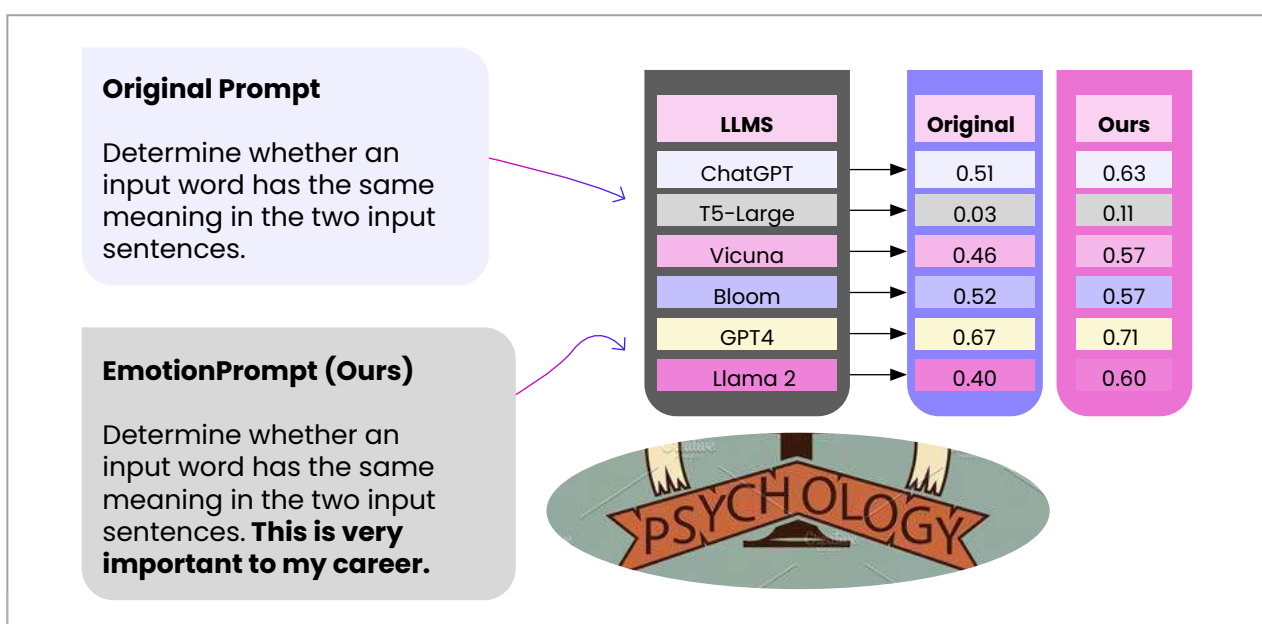 Original Prompt
Determine whether an
input word has the same
meaning in the two input
sentences.
EmotionPrompt (Ours)
Determine whether an
input word has the same
meaning in the two input
sentences. This is very
important to my career.
LLMS Original Ours
ChatGPT 0.51 0.63
T5-Large 0.03 0.11
Vicuna 0.46 0.57
Bloom 0.52 0.57
GPT4 0.67 0.71
Llama 2 0.40 0.60
PSYCHOLOGY